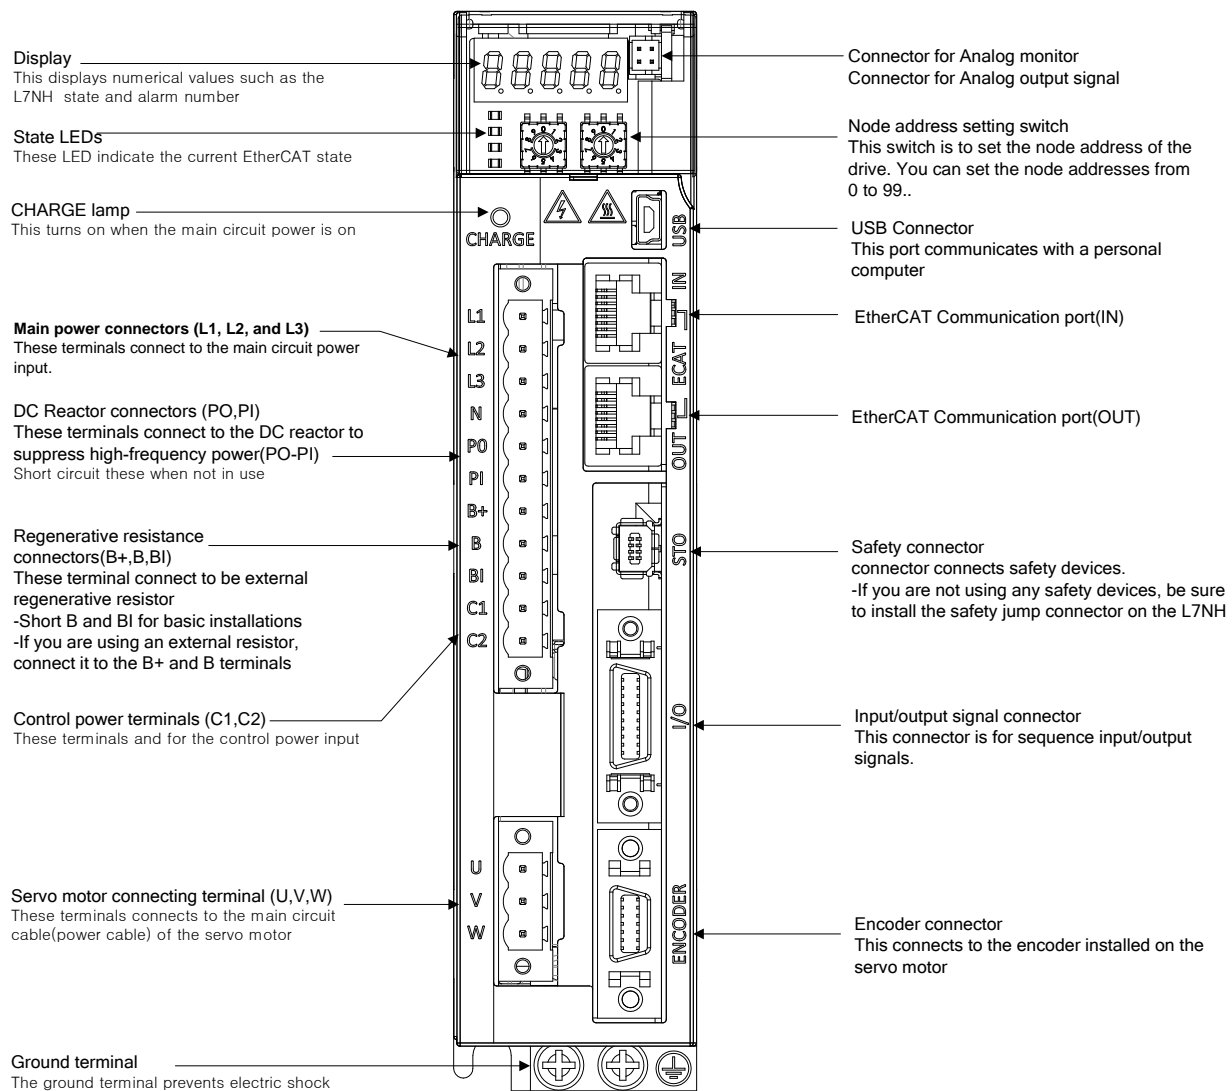 Display
This displays numerical values such as the
L7NH state and alarm number
State LEDs
These LED indicate the current EtherCAT state
CHARGE lamp
This turns on when the main circuit power is on
Main power connectors (L1, L2, and L3)
These terminals connect to the main circuit power
input.
DC Reactor connectors (PO,PI)
These terminals connect to the DC reactor to
suppress high-frequency power(PO-PI)
Short circuit these when not in use
Regenerative resistance
connectors(B+,B,BI)
These terminal connect to be external
regenerative resistor
-Short B and BI for basic installations
-If you are using an external resistor,
connect it to the B+ and B terminals
Control power terminals (C1,C2)
These terminals and for the control power input
Servo motor connecting terminal (U,V,W)
These terminals connects to the main circuit
cable(power cable) of the servo motor
Ground terminal
The ground terminal prevents electric shock
CHARGE
L1
L2
L3
N
P0
PI
B+
B
BI
C1
C2
U
V
W
USB
IN
ECAT
OUT
STO
I/O
ENCODER
Connector for Analog monitor
Connector for Analog output signal
Node address setting switch
This switch is to set the node address of the
drive. You can set the node addresses from
0 to 99..
USB Connector
This port communicates with a personal
computer
EtherCAT Communication port(IN)
EtherCAT Communication port(OUT)
Safety connector
connector connects safety devices.
-If you are not using any safety devices, be sure
to install the safety jump connector on the L7NH
Input/output signal connector
This connector is for sequence input/output
signals.
Encoder connector
This connects to the encoder installed on the
servo motor